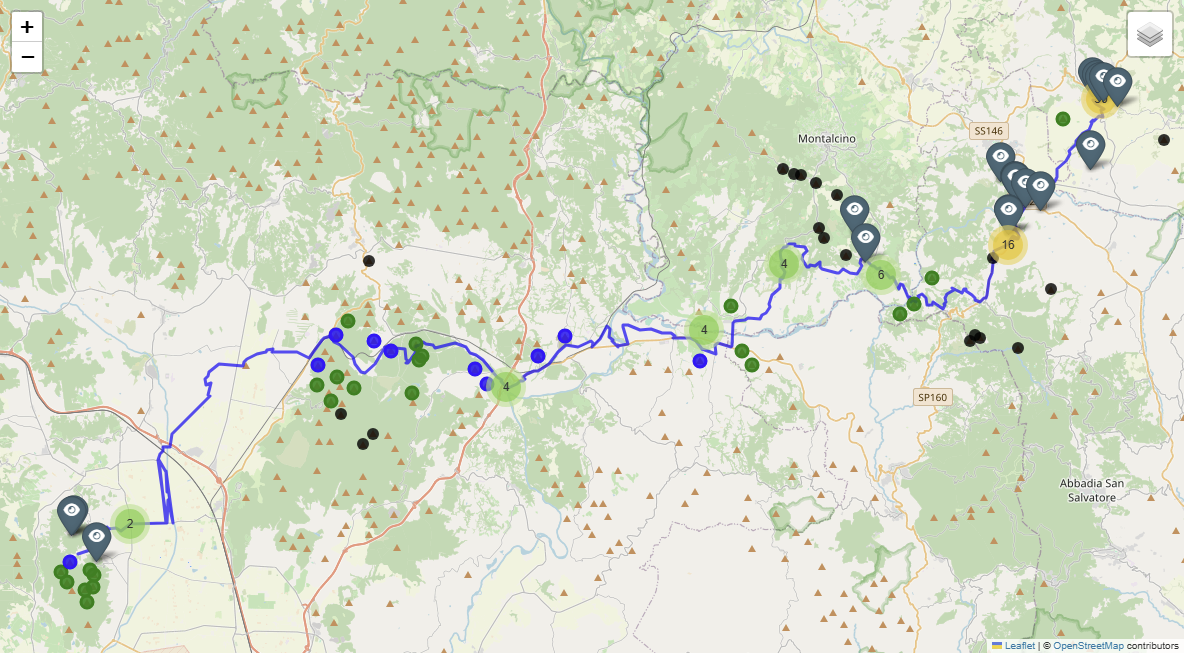 +
−
Montalcino
SS146
4
6
16
4
4
SP160
Abbadia San
Salvatore
2
Leaflet | © OpenStreetMap contributors